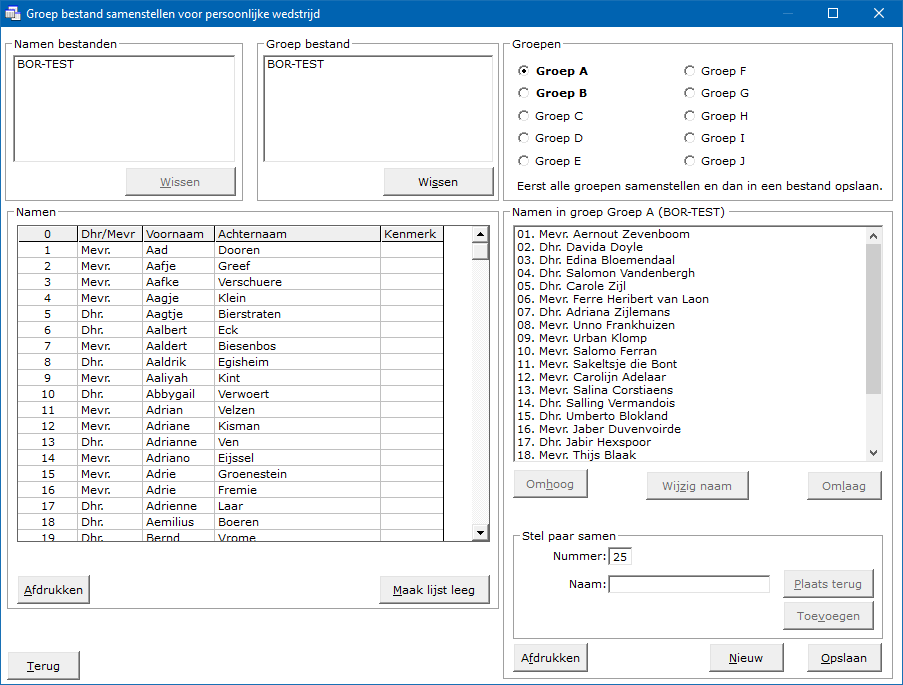 Groep bestand samenstellen voor persoonlijke wedstrijd
Namen bestanden
BOR-TEST
Wissen
Groep bestand
BOR-TEST
Wissen
Groepen
Groep A
Groep B
Groep C
Groep D
Groep E
Groep F
Groep G
Groep H
Groep I
Groep J
Eerst alle groepen samenstellen en dan in een bestand opslaan.
Namen
0 Dhr/Mevr Voornaam Achternaam Kenmerk
1 Mevr. Aad Dooren
2 Mevr. Aafje Greef
3 Mevr. Aafke Verschuere
4 Mevr. Aagje Klein
5 Dhr. Aagtje Bierstraten
6 Dhr. Aalbert Eck
7 Mevr. Aaldert Biesenbos
8 Dhr. Aaldrik Egisheim
9 Mevr. Aaliyah Kint
10 Dhr. Abbygail Verwoert
11 Mevr. Adrian Velzen
12 Mevr. Adriane Kisman
13 Dhr. Adrianne Ven
14 Mevr. Adriano Eijssel
15 Mevr. Adrie Groenestein
16 Mevr. Adrie Fremie
17 Dhr. Adrienne Laar
18 Dhr. Aemilius Boeren
19 Dhr. Bernd Vrome
Afdrukken
Maak lijst leeg
Terug
Namen in groep Groep A (BOR-TEST)
01. Mevr. Aernout Zevenboom
02. Dhr. Davida Doyle
03. Dhr. Edina Bloemendaal
04. Dhr. Salomon Vandenbergh
05. Dhr. Carole Zijl
06. Mevr. Ferre Heribert van Laon
07. Dhr. Adriana Zijlemans
08. Mevr. Unno Frankhuizen
09. Mevr. Urban Klomp
10. Mevr. Salomo Ferran
11. Mevr. Sakeltsje die Bont
12. Mevr. Carolijn Adelaar
13. Mevr. Salina Corstiaens
14. Dhr. Salling Vermandois
15. Dhr. Umberto Blokland
16. Mevr. Jaber Duvenvoirde
17. Dhr. Jabir Hexspoor
18. Mevr. Thijs Blaak
Omhoog
Wijzig naam
Omlaag
Stel paar samen
Nummer: 25
Naam:
Plaats terug
Toevoegen
Afdrukken
Nieuw
Opslaan